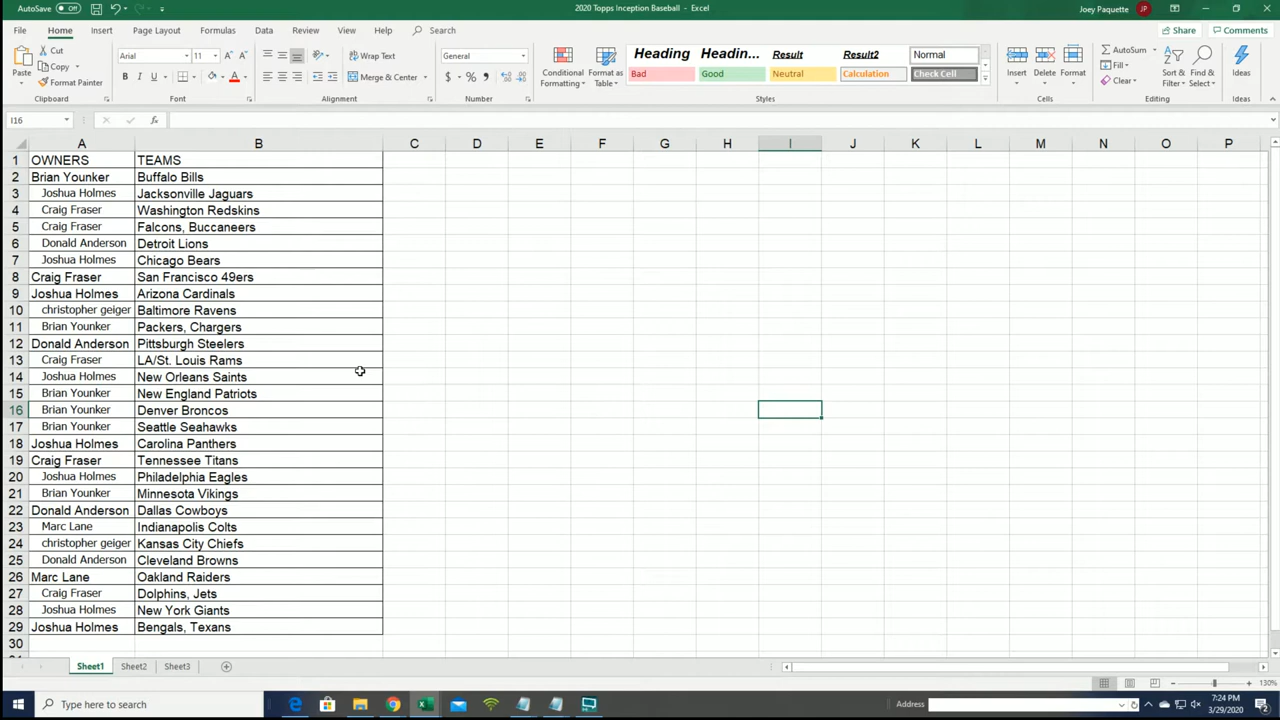 AutoSave Off 2020 Topps Inception Baseball - Excel Joey Paquette JP
File Home Insert Page Layout Formulas Data Review View Help Search Share Comments
Paste Cut Copy Format Painter Clipboard
Arial 11 B I U Font
Wrap Text Merge & Center Alignment
General $ % Number
Conditional Formatting Format as Table Heading Headin... Result Result2 Normal
Bad Good Neutral Calculation Check Cell Styles
Insert Delete Format Cells
AutoSum Fill Clear Sort & Filter Find & Select Editing
Ideas Ideas
I16 fx
A B C D E F G H I J K L M N O P
1 OWNERS TEAMS
2 Brian Younker Buffalo Bills
3 Joshua Holmes Jacksonville Jaguars
4 Craig Fraser Washington Redskins
5 Craig Fraser Falcons, Buccaneers
6 Donald Anderson Detroit Lions
7 Joshua Holmes Chicago Bears
8 Craig Fraser San Francisco 49ers
9 Joshua Holmes Arizona Cardinals
10 christopher geiger Baltimore Ravens
11 Brian Younker Packers, Chargers
12 Donald Anderson Pittsburgh Steelers
13 Craig Fraser LA/St. Louis Rams
14 Joshua Holmes New Orleans Saints
15 Brian Younker New England Patriots
16 Brian Younker Denver Broncos
17 Brian Younker Seattle Seahawks
18 Joshua Holmes Carolina Panthers
19 Craig Fraser Tennessee Titans
20 Joshua Holmes Philadelphia Eagles
21 Brian Younker Minnesota Vikings
22 Donald Anderson Dallas Cowboys
23 Marc Lane Indianapolis Colts
24 christopher geiger Kansas City Chiefs
25 Donald Anderson Cleveland Browns
26 Marc Lane Oakland Raiders
27 Craig Fraser Dolphins, Jets
28 Joshua Holmes New York Giants
29 Joshua Holmes Bengals, Texans
30
Sheet1 Sheet2 Sheet3
130%
Type here to search Address 7:24 PM
3/29/2020